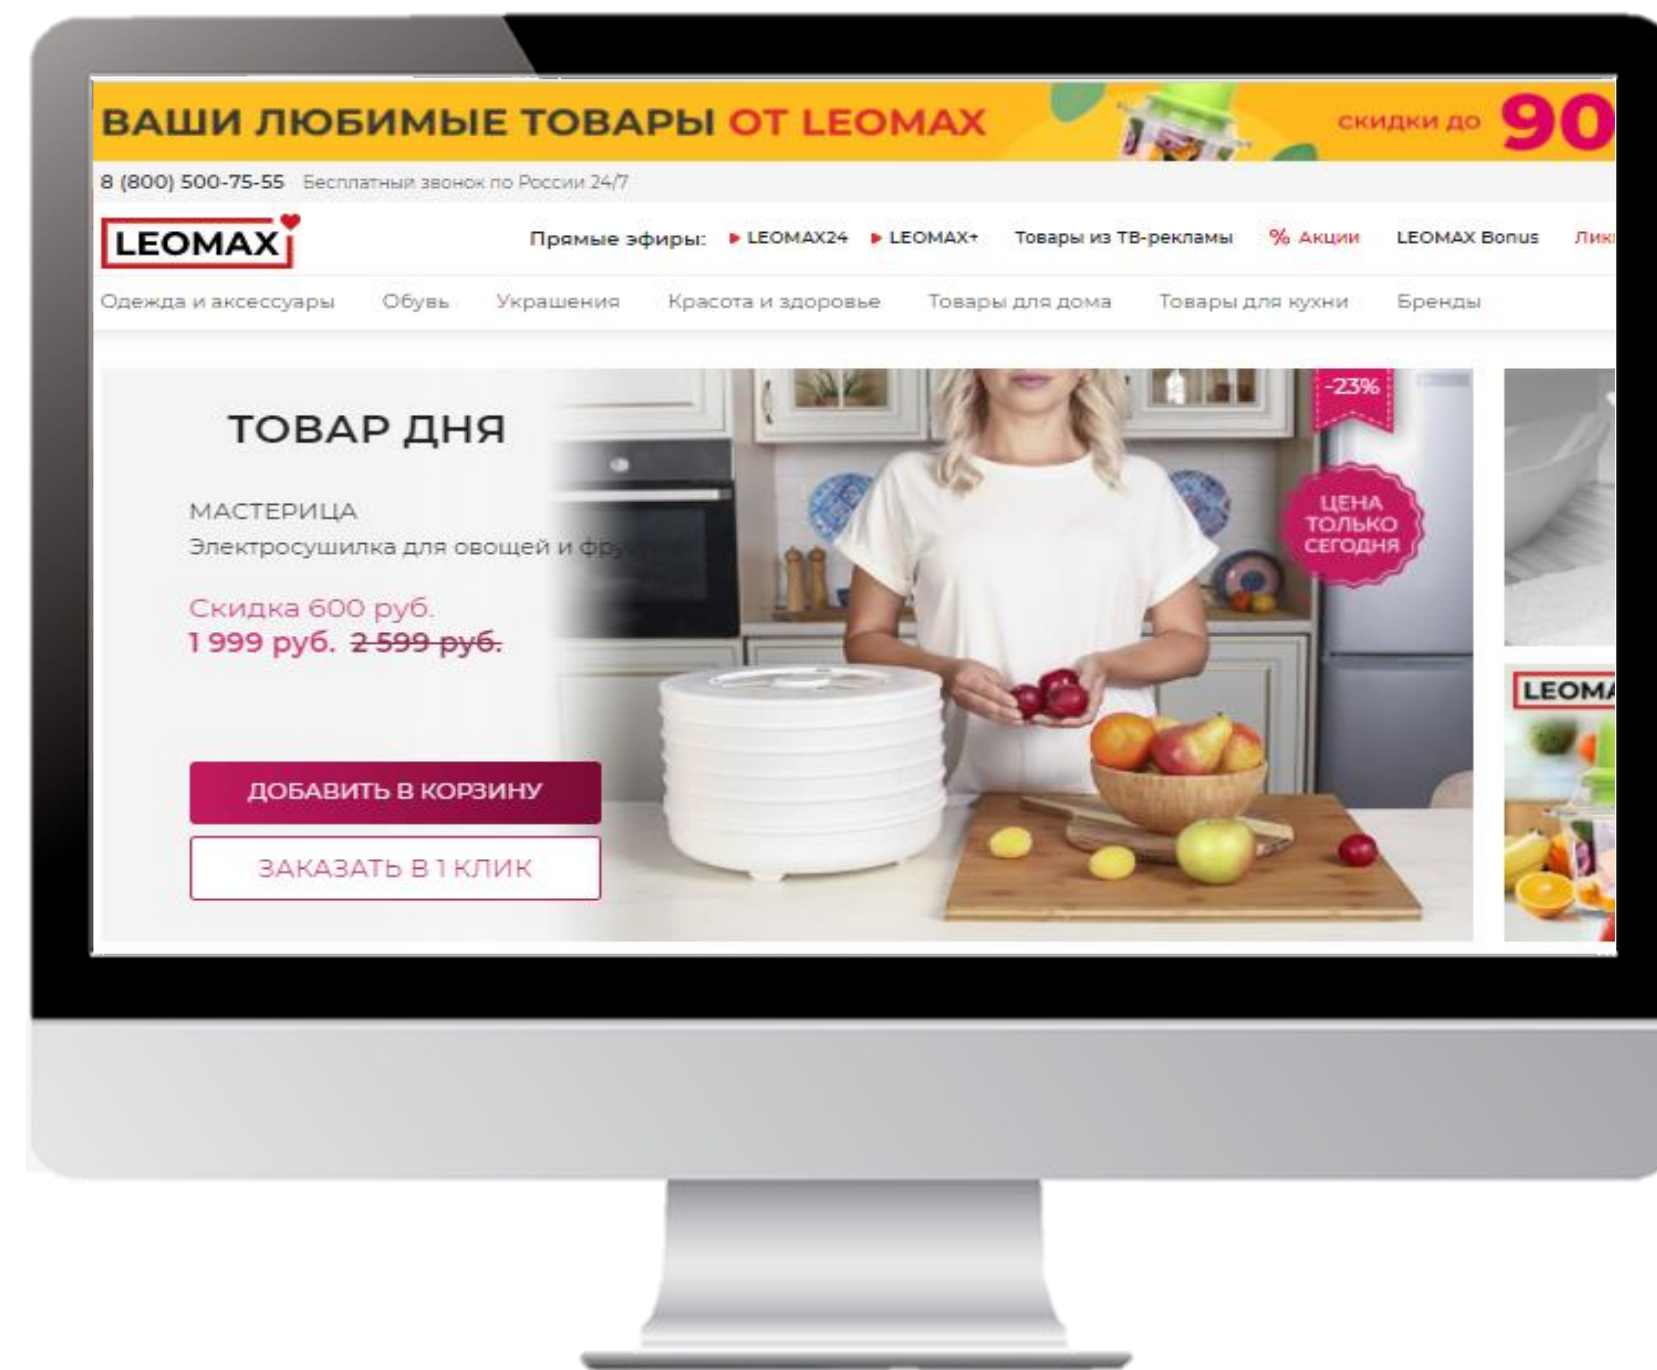 ВАШИ ЛЮБИМЫЕ ТОВАРЫ ОТ LEOMAX
скидки до 90
8 (800) 500-75-55 Бесплатный звонок по России 24/7
LEOMAX
Прямые эфиры: LEOMAX24 LEOMAX+ Товары из ТВ-рекламы % Акции LEOMAX Bonus
Одежда и аксессуары Обувь Украшения Красота и здоровье Товары для дома Товары для кухни Бренды
ТОВАР ДНЯ
МАСТЕРИЦА
Электросушилка для овощей и
Скидка 600 руб.
1 999 руб. 2 599 руб.
ДОБАВИТЬ В КОРЗИНУ
ЗАКАЗАТЬ В 1 КЛИК
-23%
ЦЕНА
ТОЛЬКО
СЕГОДНЯ